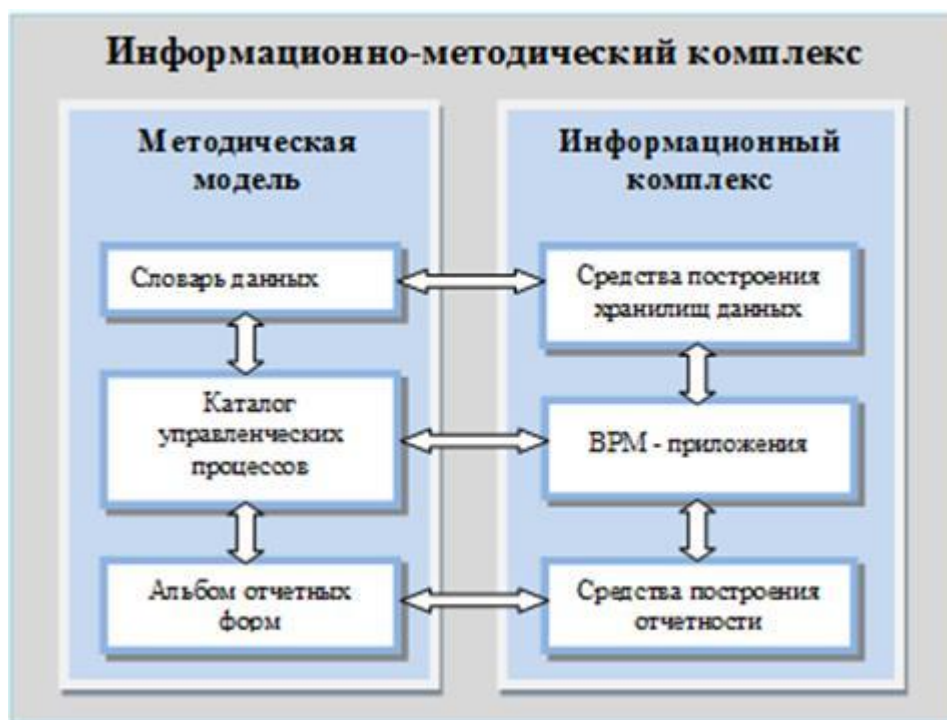 Информационно-методический комплекс
Методическая
модель
Словарь данных
Каталог
управленческих
процессов
Альбом отчетных
форм
Информационный
комплекс
Средства построения
хранилищ данных
BPM - приложения
Средства построения
отчетности